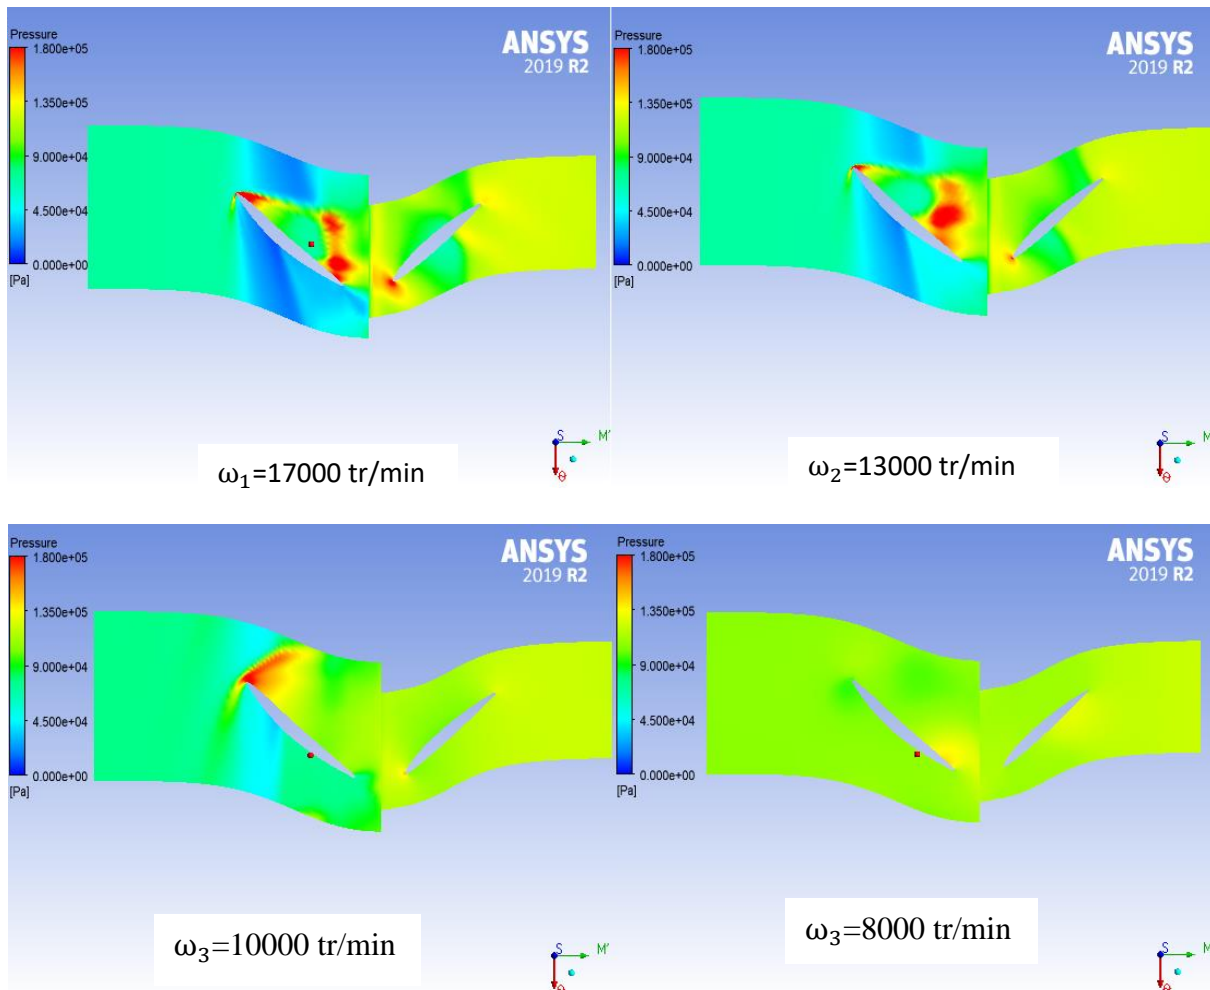 Pressure
1.800e+05
1.350e+05
9.000e+04
4.500e+04
0.000e+00
[Pa]
ANSYS
2019 R2
S
M'
θ
ω₁=17000 tr/min
Pressure
1.800e+05
1.350e+05
9.000e+04
4.500e+04
0.000e+00
[Pa]
ANSYS
2019 R2
S
M
θ
ω₂=13000 tr/min
Pressure
1.800e+05
1.350e+05
9.000e+04
4.500e+04
0.000e+00
[Pa]
ANSYS
2019 R2
S
M'
ω₃=10000 tr/min
Pressure
1.800e+05
1.350e+05
9.000e+04
4.500e+04
0.000e+00
[Pa]
ANSYS
2019 R2
S
M
ω₃=8000 tr/min